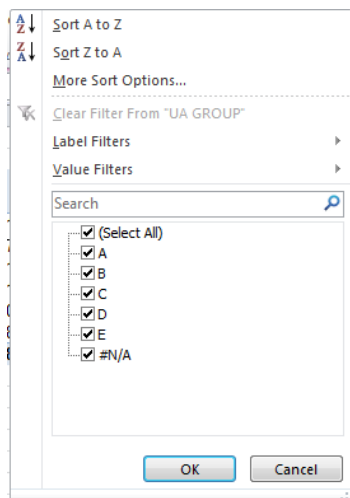 Sort A to Z
Sort Z to A
More Sort Options...
Clear Filter From "UA GROUP"
Label Filters
Value Filters
Search
(Select All)
A
B
C
D
E
#N/A
OK
Cancel